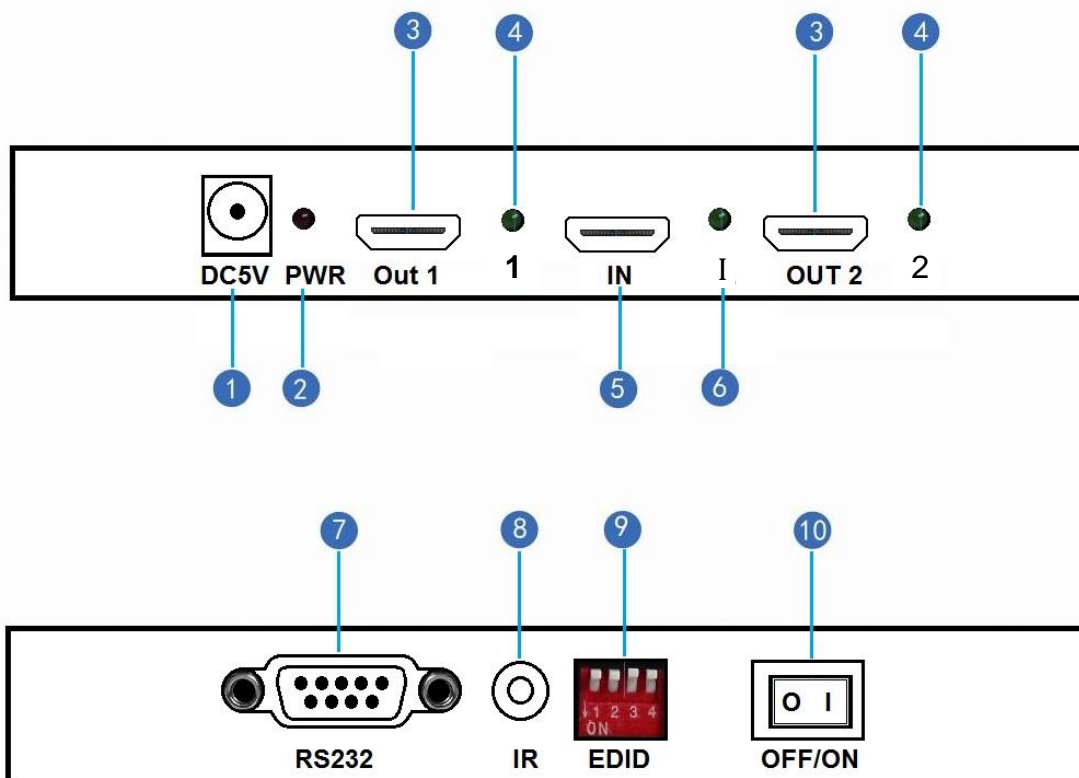 3 4 3 4
DC5V PWR Out 1 1 IN I OUT 2 2
1 2 5 6
7 8 9 10
O I
↓1 2 3 4
ON
RS232 IR EDID OFF/ON